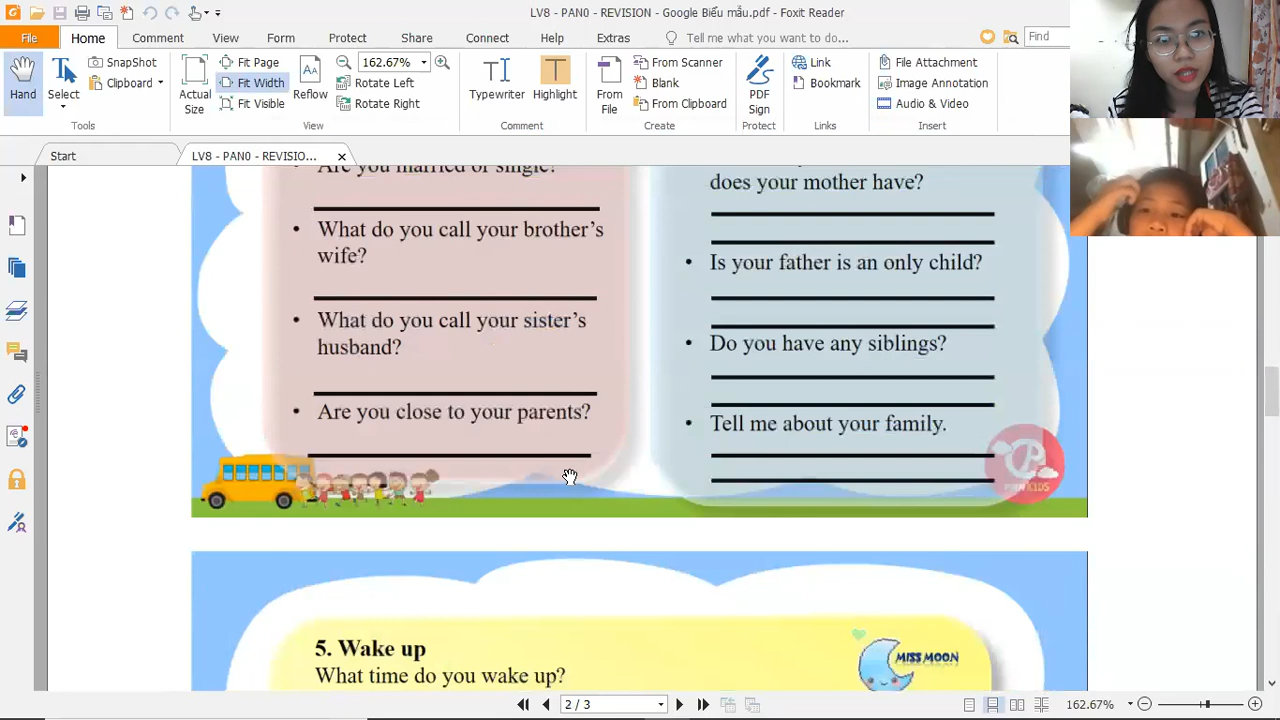 LV8 - PAN0 - REVISION - Google Biểu mẫu.pdf - Foxit Reader
File Home Comment View Form Protect Share Connect Help Extras Tell me what you want to do... Find
Hand
Select
SnapShot
Clipboard
Tools
Actual Size
Fit Page
Fit Width
Fit Visible
Reflow
162.67%
Rotate Left
Rotate Right
View
Typewriter
Highlight
Comment
From File
From Scanner
Blank
From Clipboard
Create
PDF Sign
Protect
Link
Bookmark
Links
File Attachment
Image Annotation
Audio & Video
Insert
Start
LV8 - PAN0 - REVISIO...
• Are you married or single?
• What do you call your brother's
wife?
• What do you call your sister's
husband?
• Are you close to your parents?
does your mother have?
• Is your father is an only child?
• Do you have any siblings?
• Tell me about your family.
5. Wake up
What time do you wake up?
MISS MOON
2 / 3
162.67%